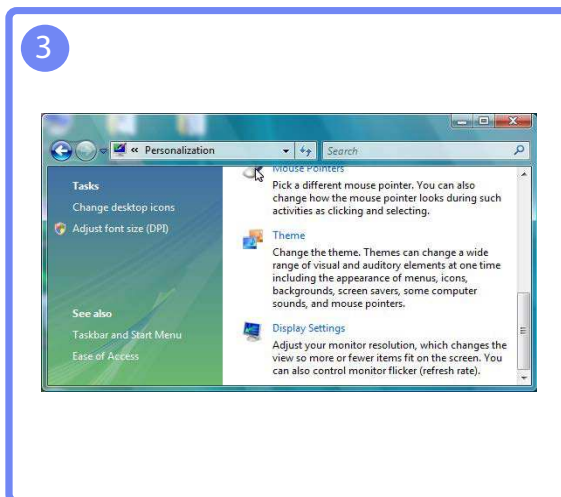 3
« Personalization
Search
Tasks
Change desktop icons
Adjust font size (DPI)
See also
Taskbar and Start Menu
Ease of Access
Mouse Pointers
Pick a different mouse pointer. You can also
change how the mouse pointer looks during such
activities as clicking and selecting.
Theme
Change the theme. Themes can change a wide
range of visual and auditory elements at one time
including the appearance of menus, icons,
backgrounds, screen savers, some computer
sounds, and mouse pointers.
Display Settings
Adjust your monitor resolution, which changes the
view so more or fewer items fit on the screen. You
can also control monitor flicker (refresh rate).